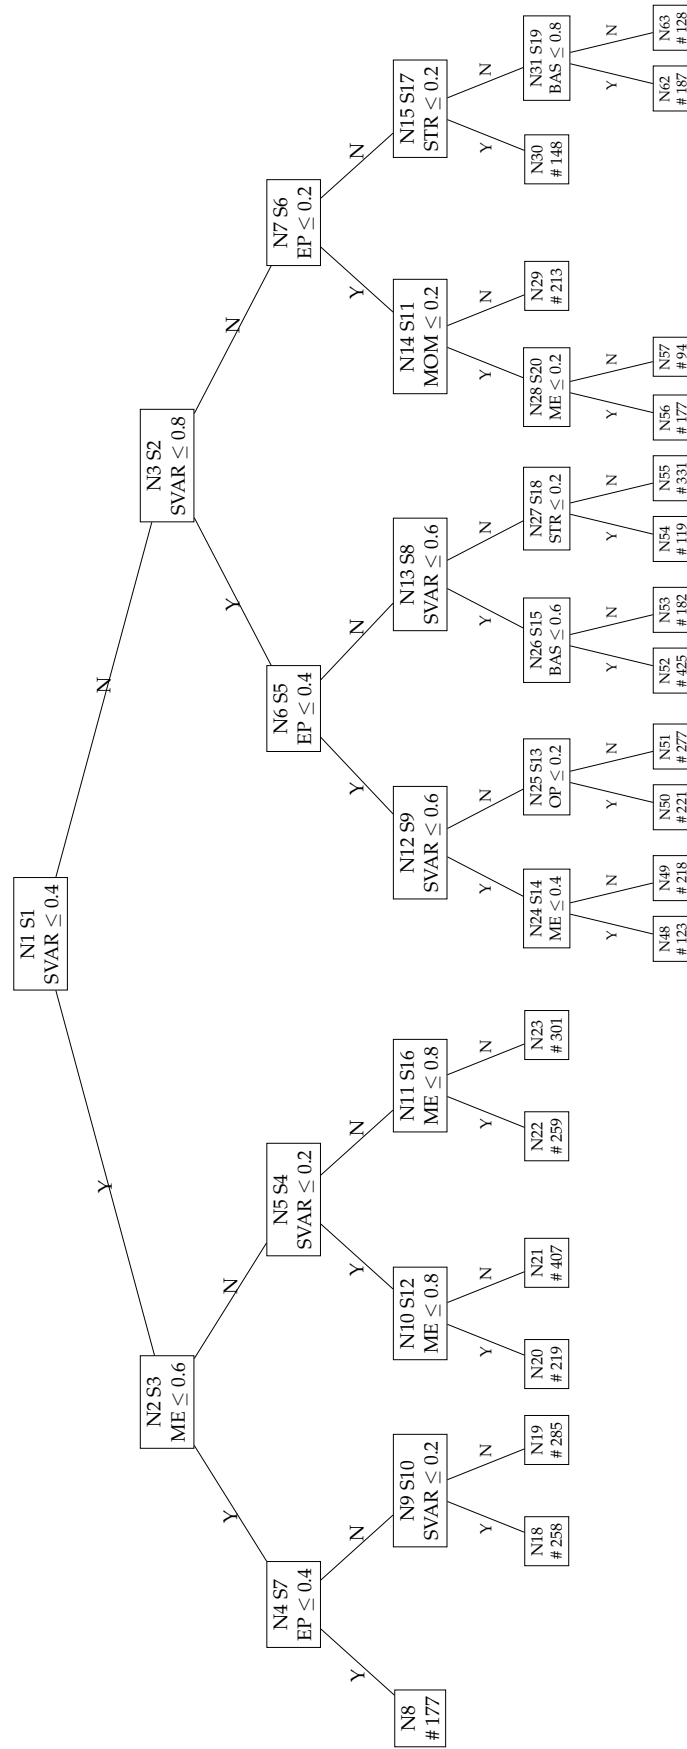 N1 S1
SVAR ≤ 0.4
Y
N
N2 S3
ME ≤ 0.6
N3 S2
SVAR ≤ 0.8
Y
N
Y
N
N4 S7
EP ≤ 0.4
N5 S4
SVAR ≤ 0.2
N6 S5
EP ≤ 0.4
N7 S6
EP ≤ 0.2
Y
N
Y
N
Y
N
Y
N
N8
# 177
N9 S10
SVAR ≤ 0.2
N10 S12
ME ≤ 0.8
N11 S16
ME ≤ 0.8
N12 S9
SVAR ≤ 0.6
N13 S8
SVAR ≤ 0.6
N14 S11
MOM ≤ 0.2
N15 S17
STR ≤ 0.2
Y
N
Y
N
Y
N
Y
N
Y
N
Y
N
Y
N
N18
# 258
N19
# 285
N20
# 219
N21
# 407
N22
# 259
N23
# 301
N24 S14
ME ≤ 0.4
N25 S13
OP ≤ 0.2
N26 S15
BAS ≤ 0.6
N27 S18
STR ≤ 0.2
N28 S20
ME ≤ 0.2
N29
# 213
N30
# 148
N31 S19
BAS ≤ 0.8
Y
N
Y
N
Y
N
Y
N
Y
N
Y
N
N48
# 123
N49
# 218
N50
# 221
N51
# 277
N52
# 425
N53
# 182
N54
# 119
N55
# 331
N56
# 177
N57
# 94
N62
# 187
N63
# 128